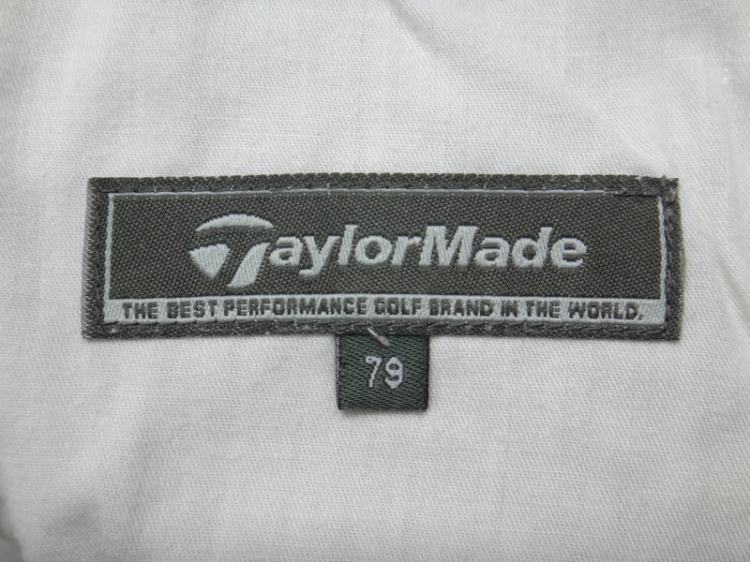 TaylorMade
THE BEST PERFORMANCE GOLF BRAND IN THE WORLD.
79